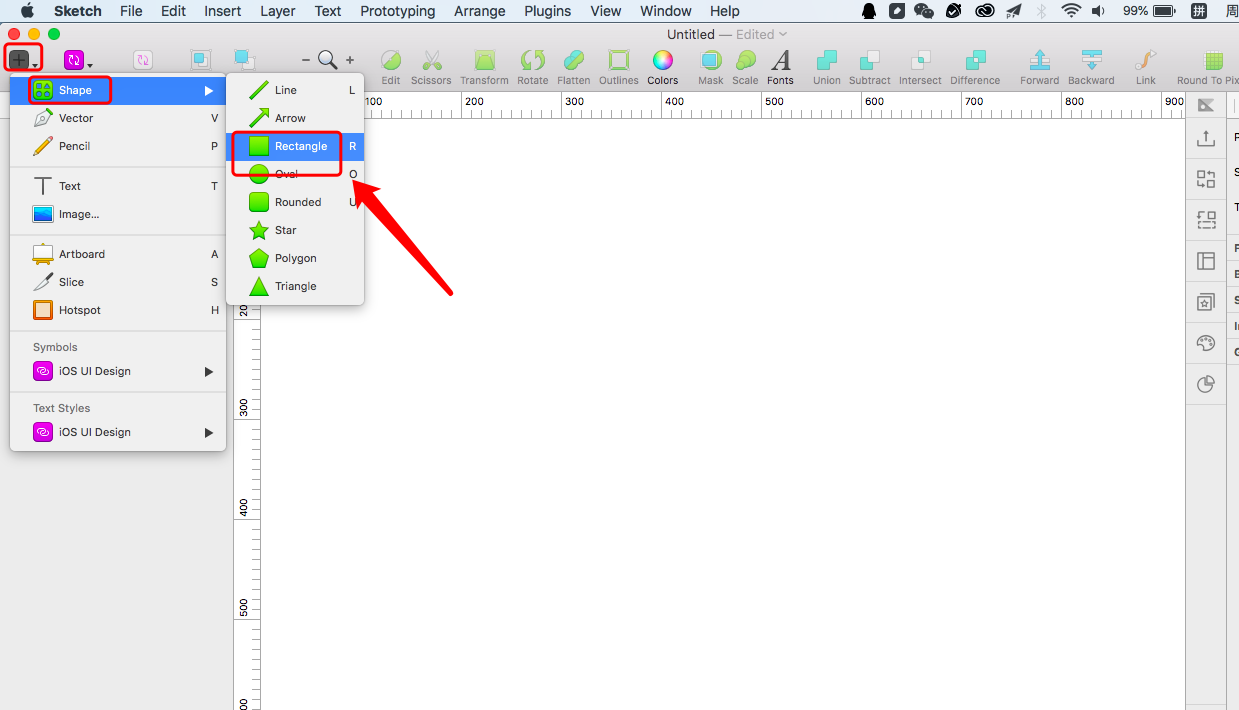 Sketch File Edit Insert Layer Text Prototyping Arrange Plugins View Window Help 99% 拼 周
Untitled — Edited
Edit Scissors Transform Rotate Flatten Outlines Colors Mask Scale Fonts Union Subtract Intersect Difference Forward Backward Link Round To Pix
100 200 300 400 500 600 700 800 900
Shape
Vector V
Pencil P
Text T
Image...
Artboard A
Slice S
Hotspot H
Symbols
iOS UI Design
Text Styles
iOS UI Design
Line L
Arrow
Rectangle R
Oval O
Rounded U
Star
Polygon
Triangle
300
400
500